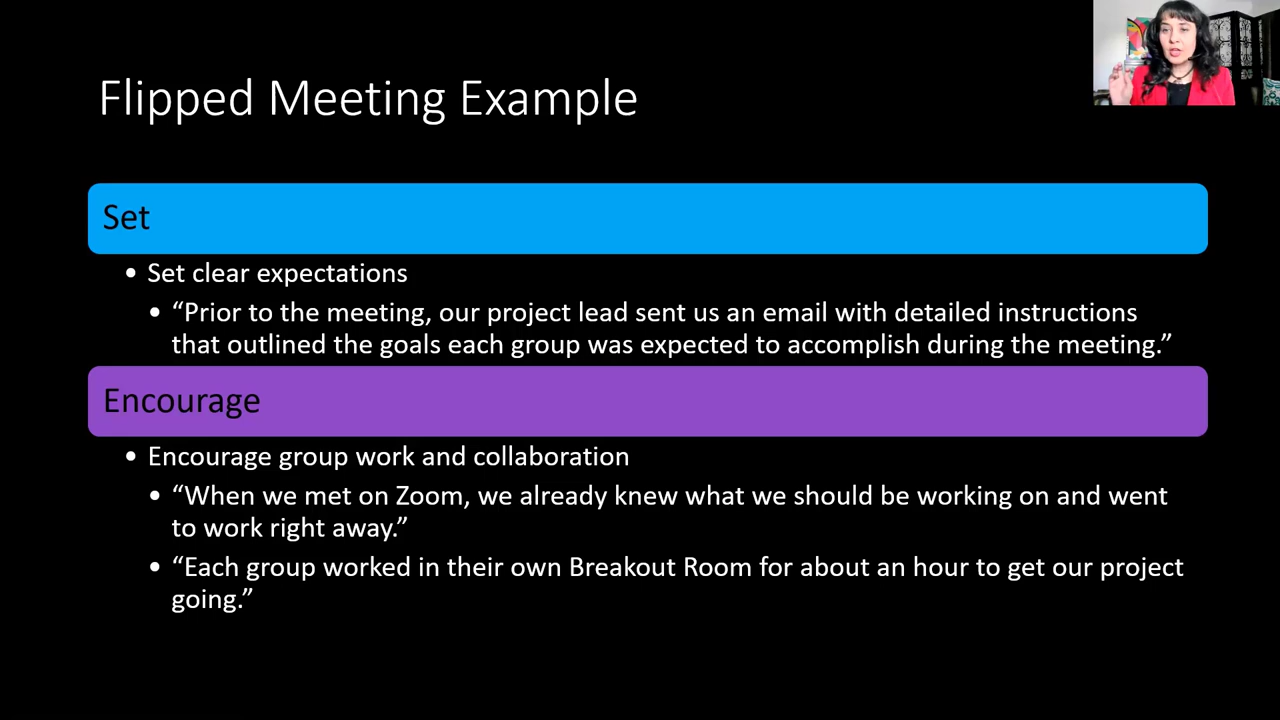 Flipped Meeting Example
Set
• Set clear expectations
• “Prior to the meeting, our project lead sent us an email with detailed instructions
that outlined the goals each group was expected to accomplish during the meeting.”
Encourage
• Encourage group work and collaboration
• “When we met on Zoom, we already knew what we should be working on and went
to work right away.”
• “Each group worked in their own Breakout Room for about an hour to get our project
going.”